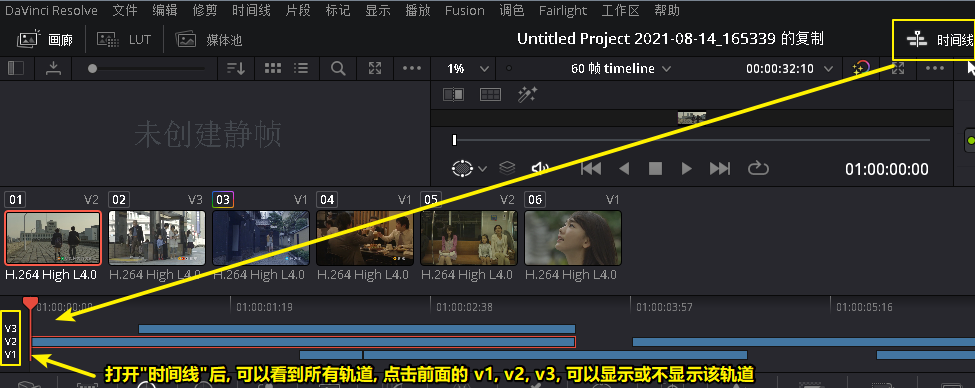 DaVinci Resolve 文件 编辑 修剪 时间线 片段 标记 显示 播放 Fusion 调色 Fairlight 工作区 帮助
画廊 LUT 媒体池 Untitled Project 2021-08-14_165339 的复制 时间线
1% 60 帧 timeline 00:00:32:10
未创建静帧
01:00:00:00
01 V2 02 V3 03 V1 04 V1 05 V2 06 V1
H.264 High L4.0 H.264 High L4.0 H.264 High L4.0 H.264 High L4.0 H.264 High L4.0 H.264 High L4.0
01:00:00:00 01:00:01:19 01:00:02:38 01:00:03:57 01:00:05:16
V3
V2
V1
打开"时间线"后, 可以看到所有轨道, 点击前面的 v1, v2, v3, 可以显示或不显示该轨道